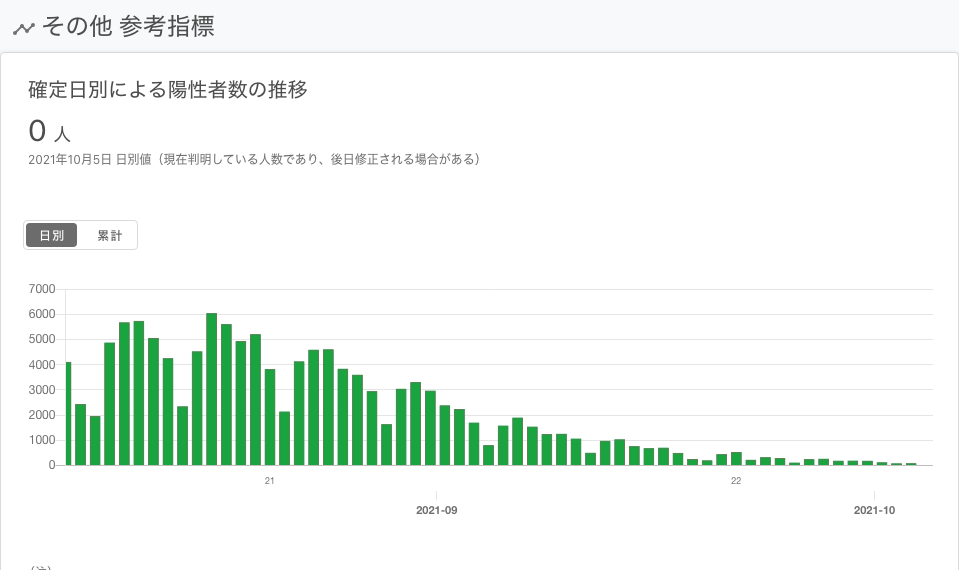 その他 参考指標
確定日別による陽性者数の推移
0 人
2021年10月5日 日別値（現在判明している人数であり、後日修正される場合がある）
日別 累計
7000
6000
5000
4000
3000
2000
1000
0
21 22
2021-09 2021-10